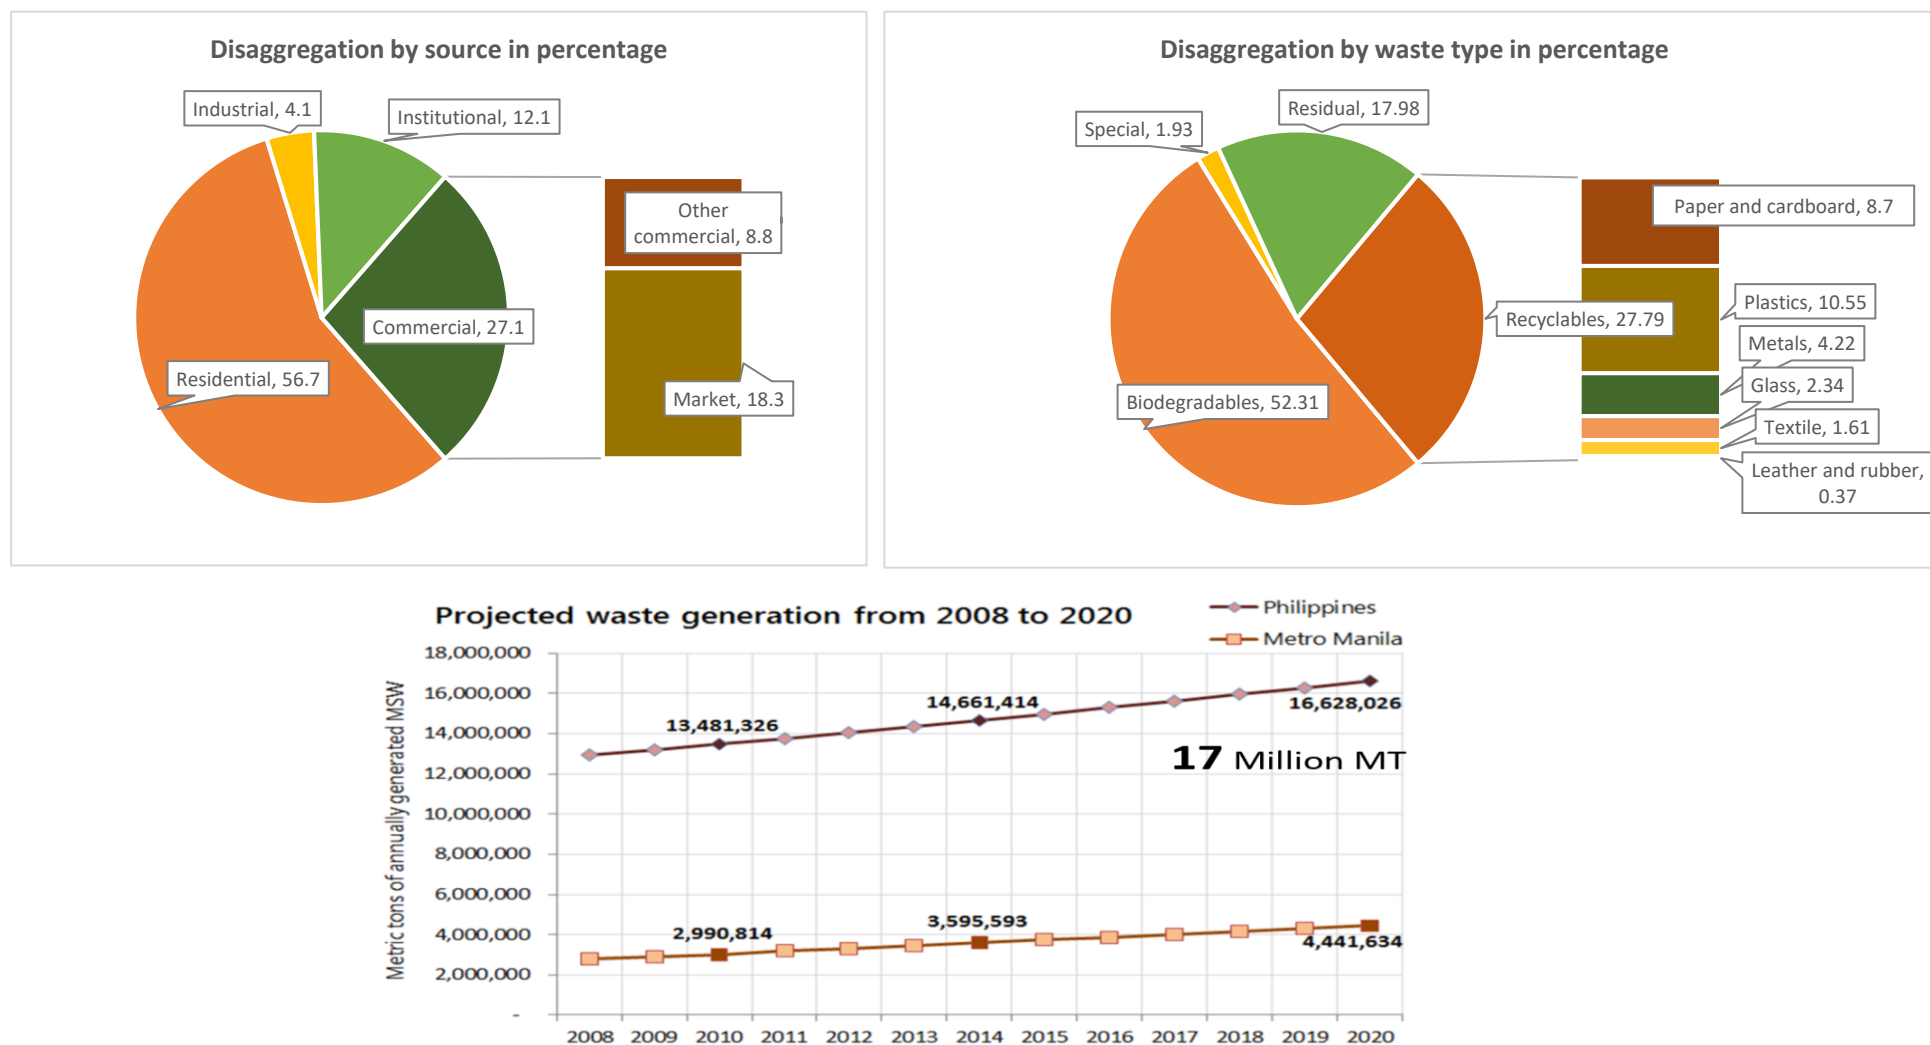 Disaggregation by source in percentage
Industrial, 4.1
Institutional, 12.1
Other
commercial, 8.8
Commercial, 27.1
Residential, 56.7
Market, 18.3
Disaggregation by waste type in percentage
Residual, 17.98
Special, 1.93
Paper and cardboard, 8.7
Plastics, 10.55
Recyclables, 27.79
Metals, 4.22
Glass, 2.34
Biodegradables, 52.31
Textile, 1.61
Leather and rubber,
0.37
Projected waste generation from 2008 to 2020
Philippines
Metro Manila
Metric tons of annually generated MSW
18,000,000
16,000,000
14,000,000
12,000,000
10,000,000
8,000,000
6,000,000
4,000,000
2,000,000
-
13,481,326
14,661,414
16,628,026
17 Million MT
2,990,814
3,595,593
4,441,634
2008 2009 2010 2011 2012 2013 2014 2015 2016 2017 2018 2019 2020